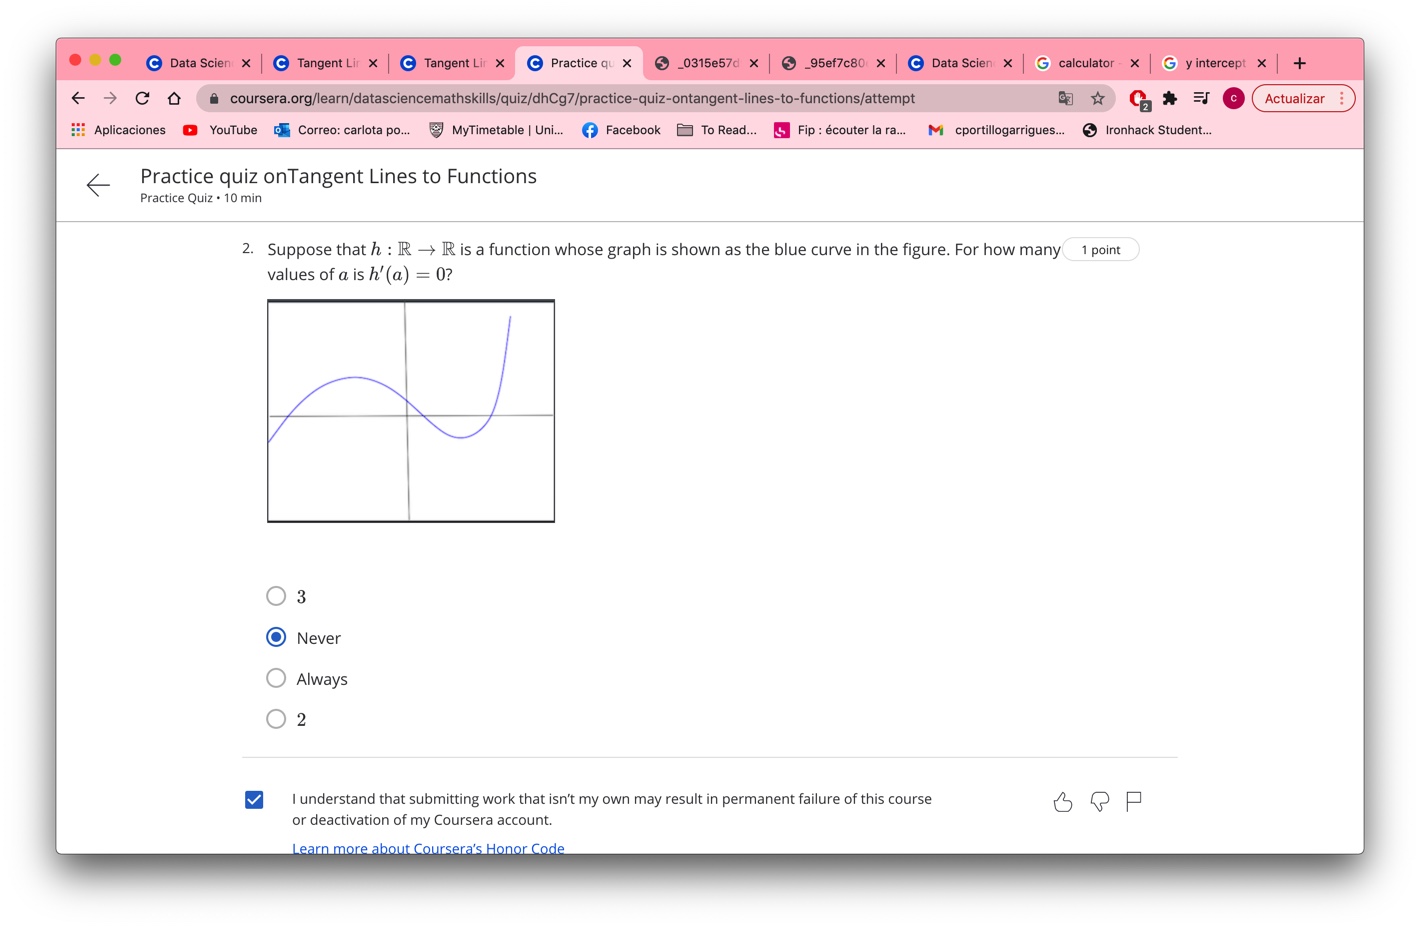 Data Scien
Tangent Lir
Tangent Lir
Practice qu
_0315e57d
_95ef7c80
Data Scien
calculator -
y intercept
coursera.org/learn/datasciencemathskills/quiz/dhCg7/practice-quiz-ontangent-lines-to-functions/attempt
2
C
Actualizar
Aplicaciones
YouTube
Correo: carlota po...
MyTimetable | Uni...
Facebook
To Read...
Fip : écouter la ra...
cportillogarrigues...
Ironhack Student...
Practice quiz onTangent Lines to Functions
Practice Quiz • 10 min
2. Suppose that h : ℝ → ℝ is a function whose graph is shown as the blue curve in the figure. For how many
values of a is h′(a) = 0?
1 point
3
Never
Always
2
I understand that submitting work that isn't my own may result in permanent failure of this course
or deactivation of my Coursera account.
Learn more about Coursera's Honor Code